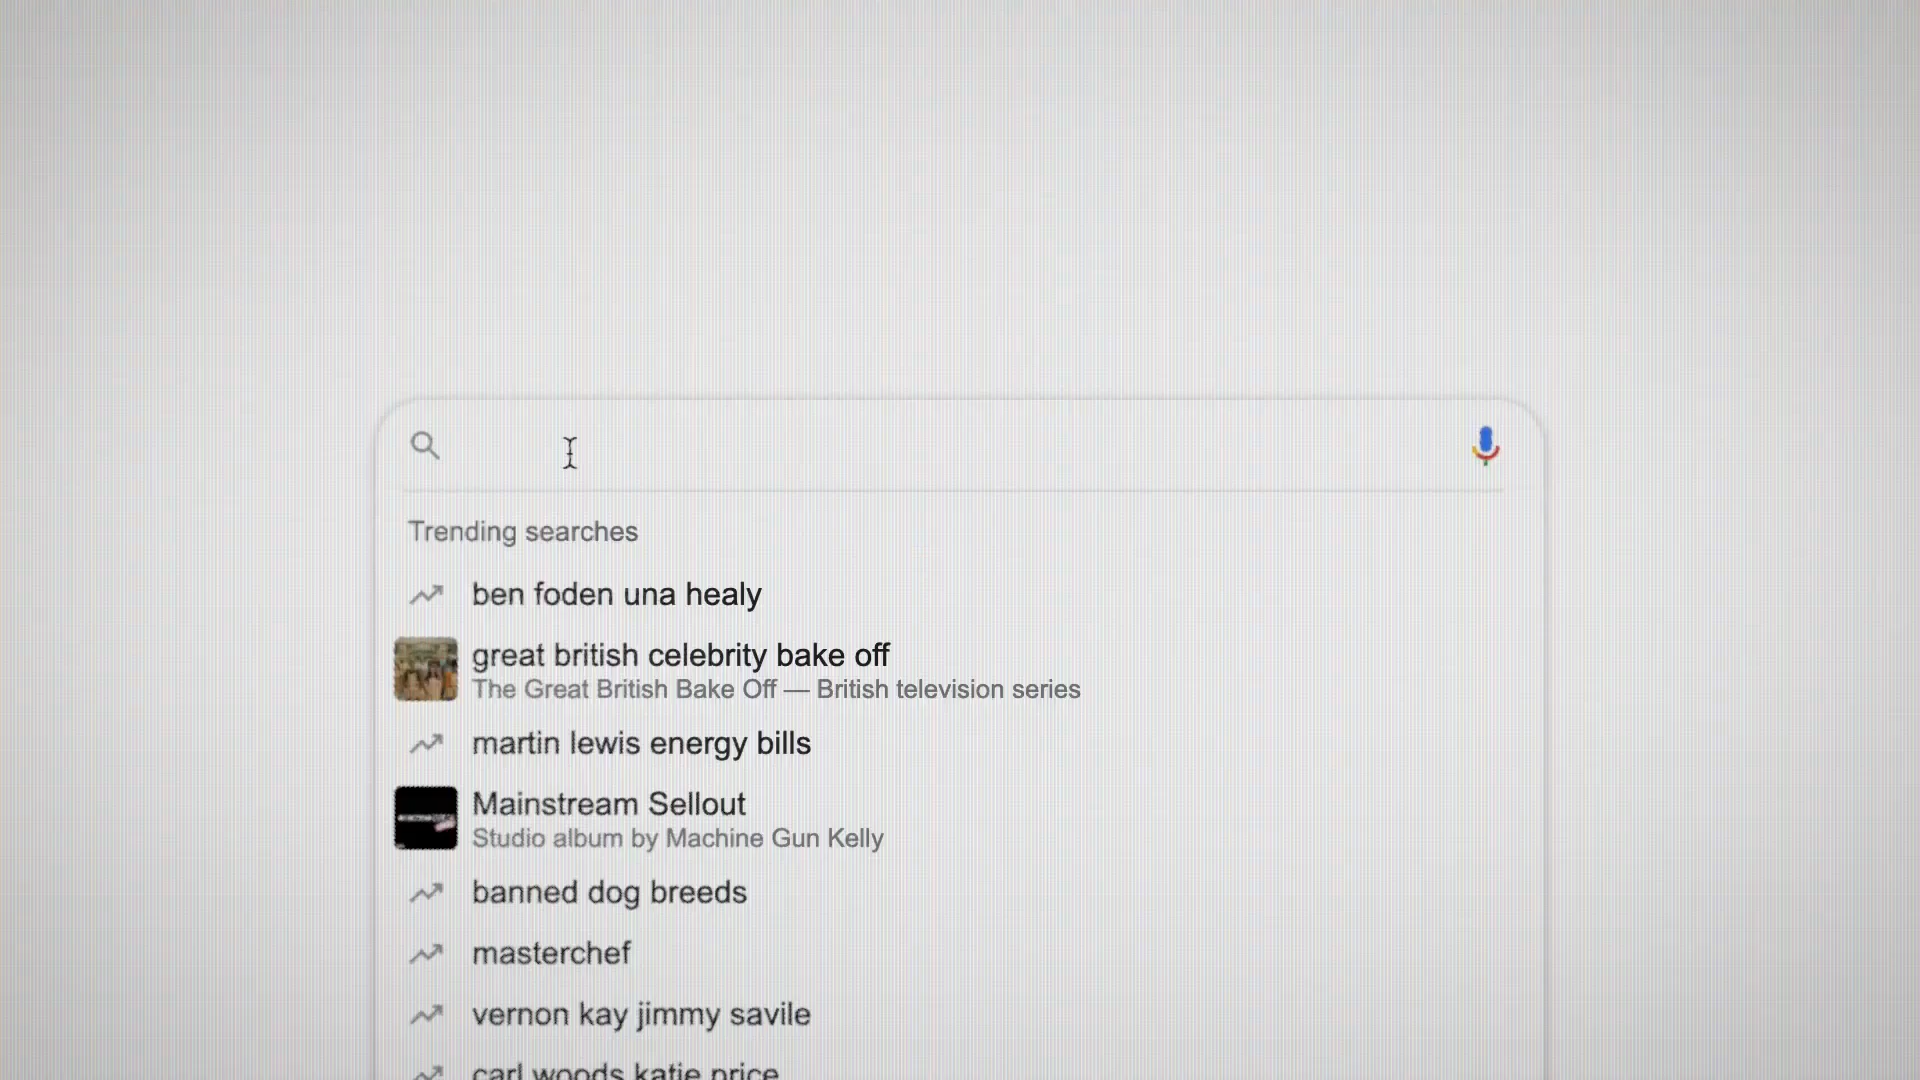 Trending searches
ben foden una healy
great british celebrity bake off
The Great British Bake Off — British television series
martin lewis energy bills
Mainstream Sellout
Studio album by Machine Gun Kelly
banned dog breeds
masterchef
vernon kay jimmy savile
carl woods katie price